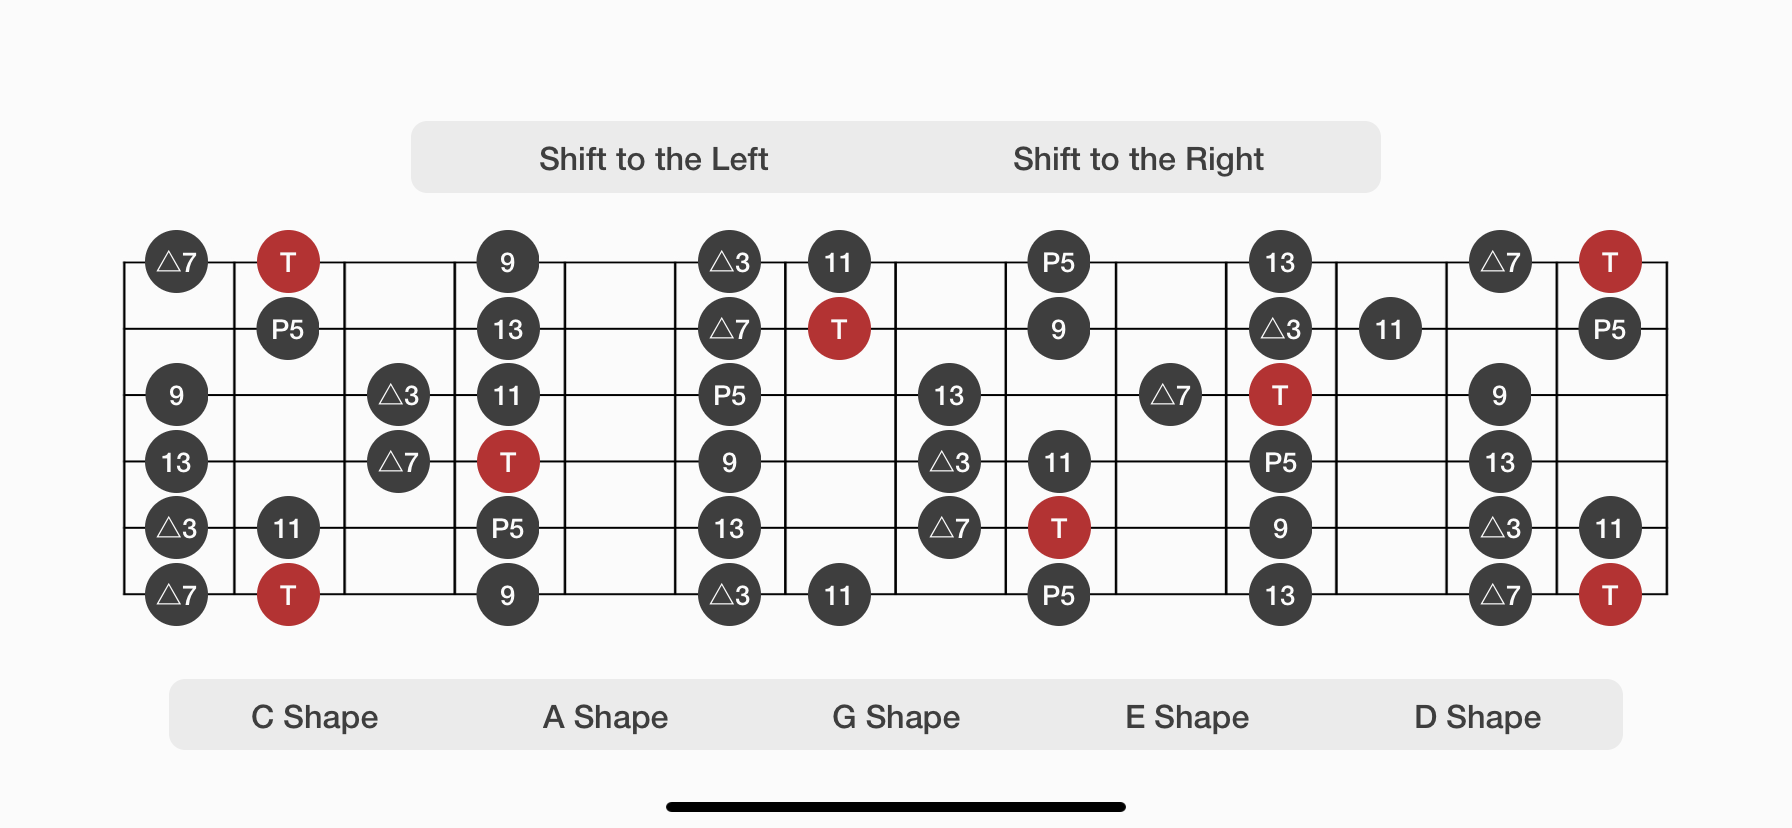 Shift to the Left Shift to the Right
△7 T 9 △3 11 P5 13 △7 T
P5 13 △7 T 9 △3 11 P5
9 △3 11 P5 13 △7 T 9
13 △7 T 9 △3 11 P5 13
△3 11 P5 13 △7 T 9 △3 11
△7 T 9 △3 11 P5 13 △7 T
C Shape A Shape G Shape E Shape D Shape